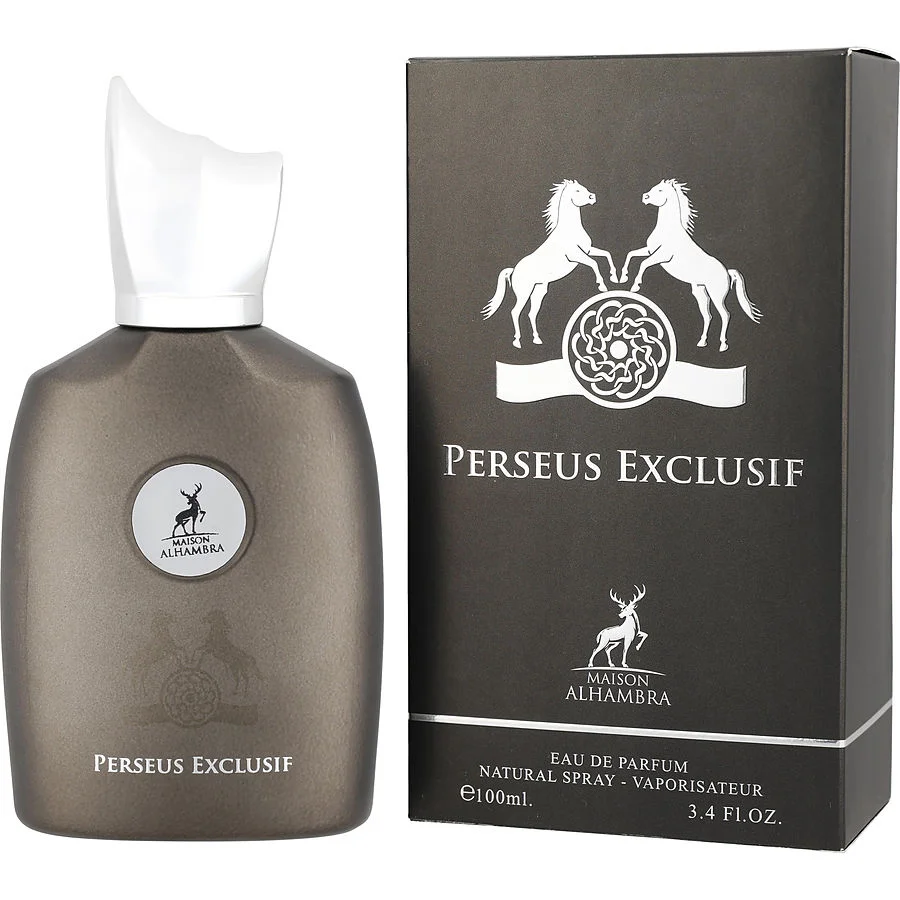 MAISON
ALHAMBRA
PERSEUS EXCLUSIF
PERSEUS EXCLUSIF
MAISON
ALHAMBRA
EAU DE PARFUM
NATURAL SPRAY - VAPORISATEUR
℮100ml.
3.4 Fl.OZ.